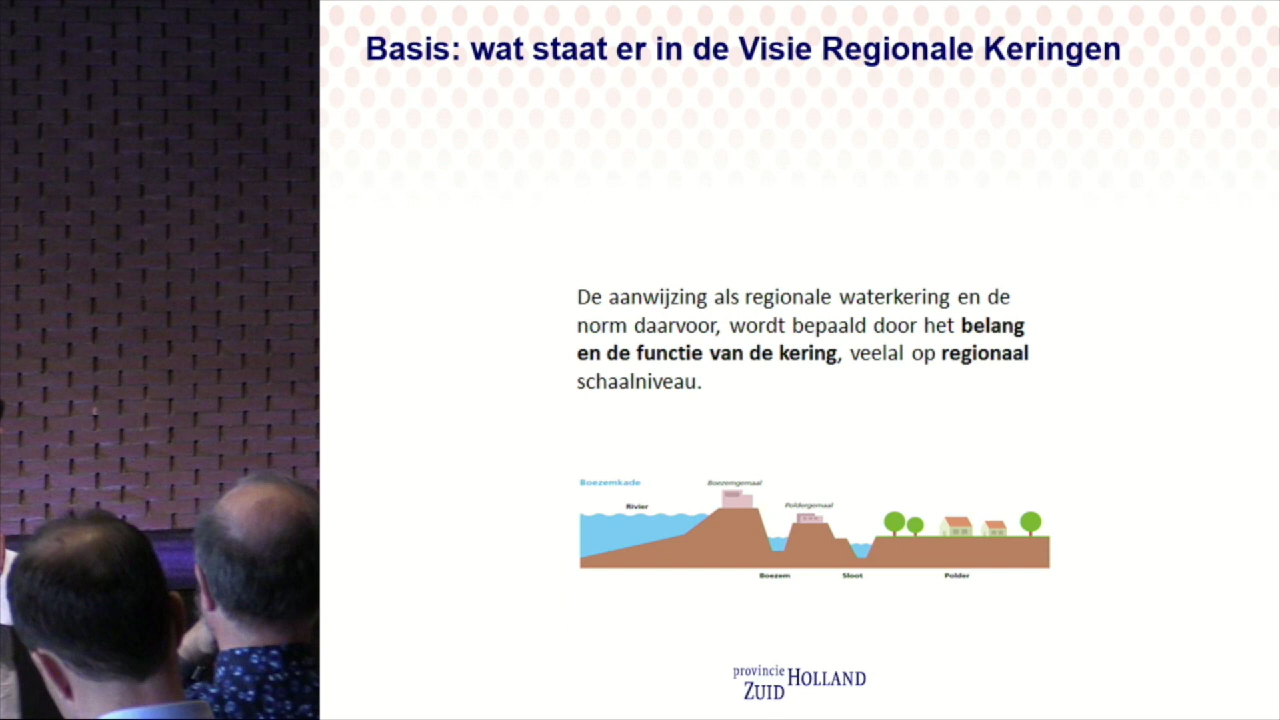 Basis: wat staat er in de Visie Regionale Keringen
De aanwijzing als regionale waterkering en de
norm daarvoor, wordt bepaald door het belang
en de functie van de kering, veelal op regionaal
schaalniveau.
Boezemkade
Boezemgemaal
Rivier
Poldergemaal
Boezem
Sloot
Polder
provincie HOLLAND
ZUID